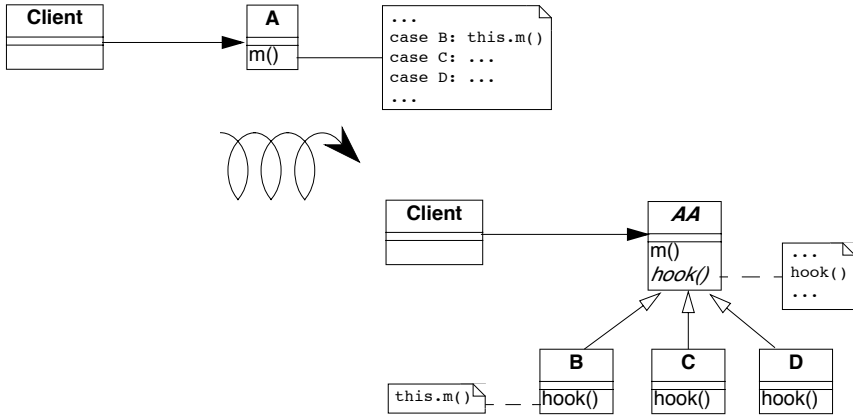 Client
A
m()
...
case B: this.m()
case C: ...
case D: ...
...
Client
AA
m()
hook()
...
hook()
...
B
C
D
this.m()
hook()
hook()
hook()